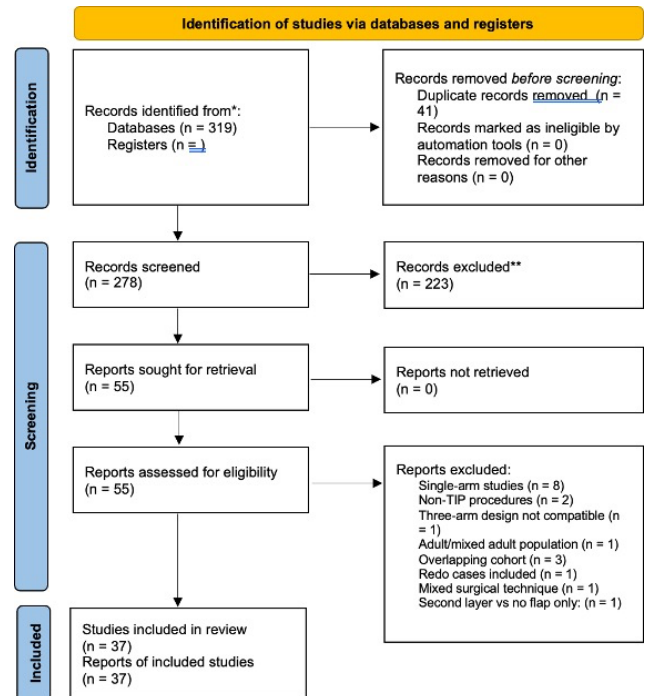 Identification of studies via databases and registers
Identification
Records identified from*:
Databases (n = 319)
Registers (n = )
Records removed before screening:
Duplicate records removed (n =
41)
Records marked as ineligible by
automation tools (n = 0)
Records removed for other
reasons (n = 0)
Screening
Records screened
(n = 278)
Records excluded**
(n = 223)
Reports sought for retrieval
(n = 55)
Reports not retrieved
(n = 0)
Reports assessed for eligibility
(n = 55)
Reports excluded:
Single-arm studies (n = 8)
Non-TIP procedures (n = 2)
Three-arm design not compatible (n
= 1)
Adult/mixed adult population (n = 1)
Overlapping cohort (n = 3)
Redo cases included (n = 1)
Mixed surgical technique (n = 1)
Second layer vs no flap only: (n = 1)
Included
Studies included in review
(n = 37)
Reports of included studies
(n = 37)